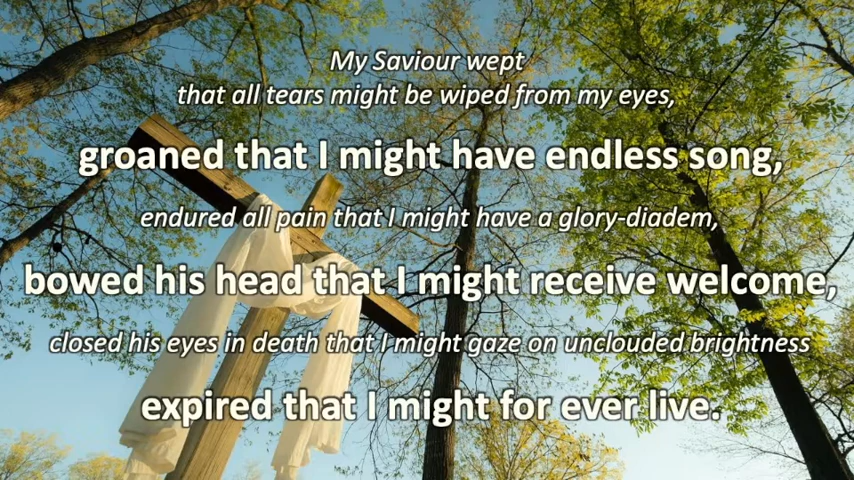 My Saviour wept
that all tears might be wiped from my eyes,
groaned that I might have endless song,
endured all pain that I might have a glory-diadem,
bowed his head that I might receive welcome,
closed his eyes in death that I might gaze on unclouded brightness
expired that I might for ever live.